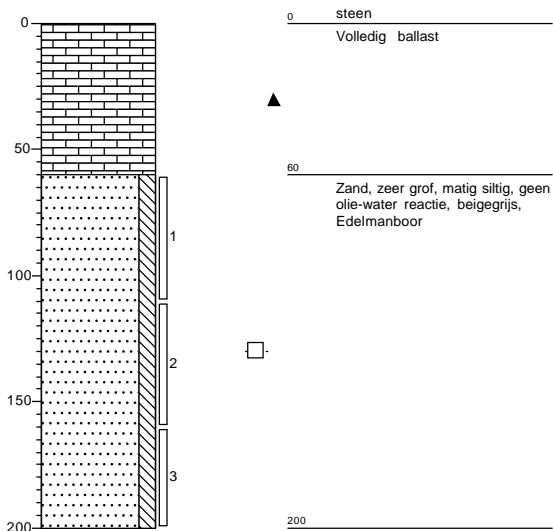 0
50
100
150
200
1
2
3
0
steen
Volledig ballast
60
Zand, zeer grof, matig siltig, geen
olie-water reactie, beigegrijs,
Edelmanboor
200